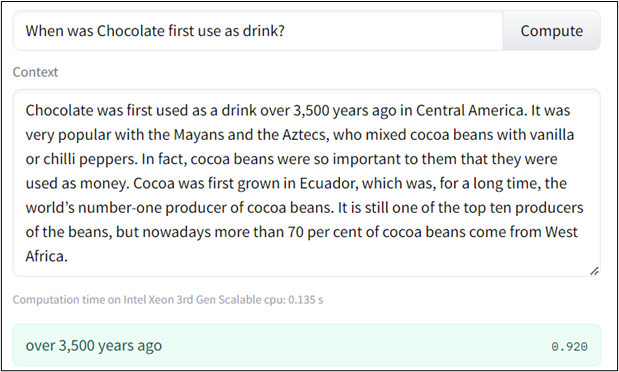 When was Chocolate first use as drink?
Compute
Context
Chocolate was first used as a drink over 3,500 years ago in Central America. It was
very popular with the Mayans and the Aztecs, who mixed cocoa beans with vanilla
or chilli peppers. In fact, cocoa beans were so important to them that they were
used as money. Cocoa was first grown in Ecuador, which was, for a long time, the
world’s number-one producer of cocoa beans. It is still one of the top ten producers
of the beans, but nowadays more than 70 per cent of cocoa beans come from West
Africa.
Computation time on Intel Xeon 3rd Gen Scalable cpu: 0.135 s
over 3,500 years ago
0.920